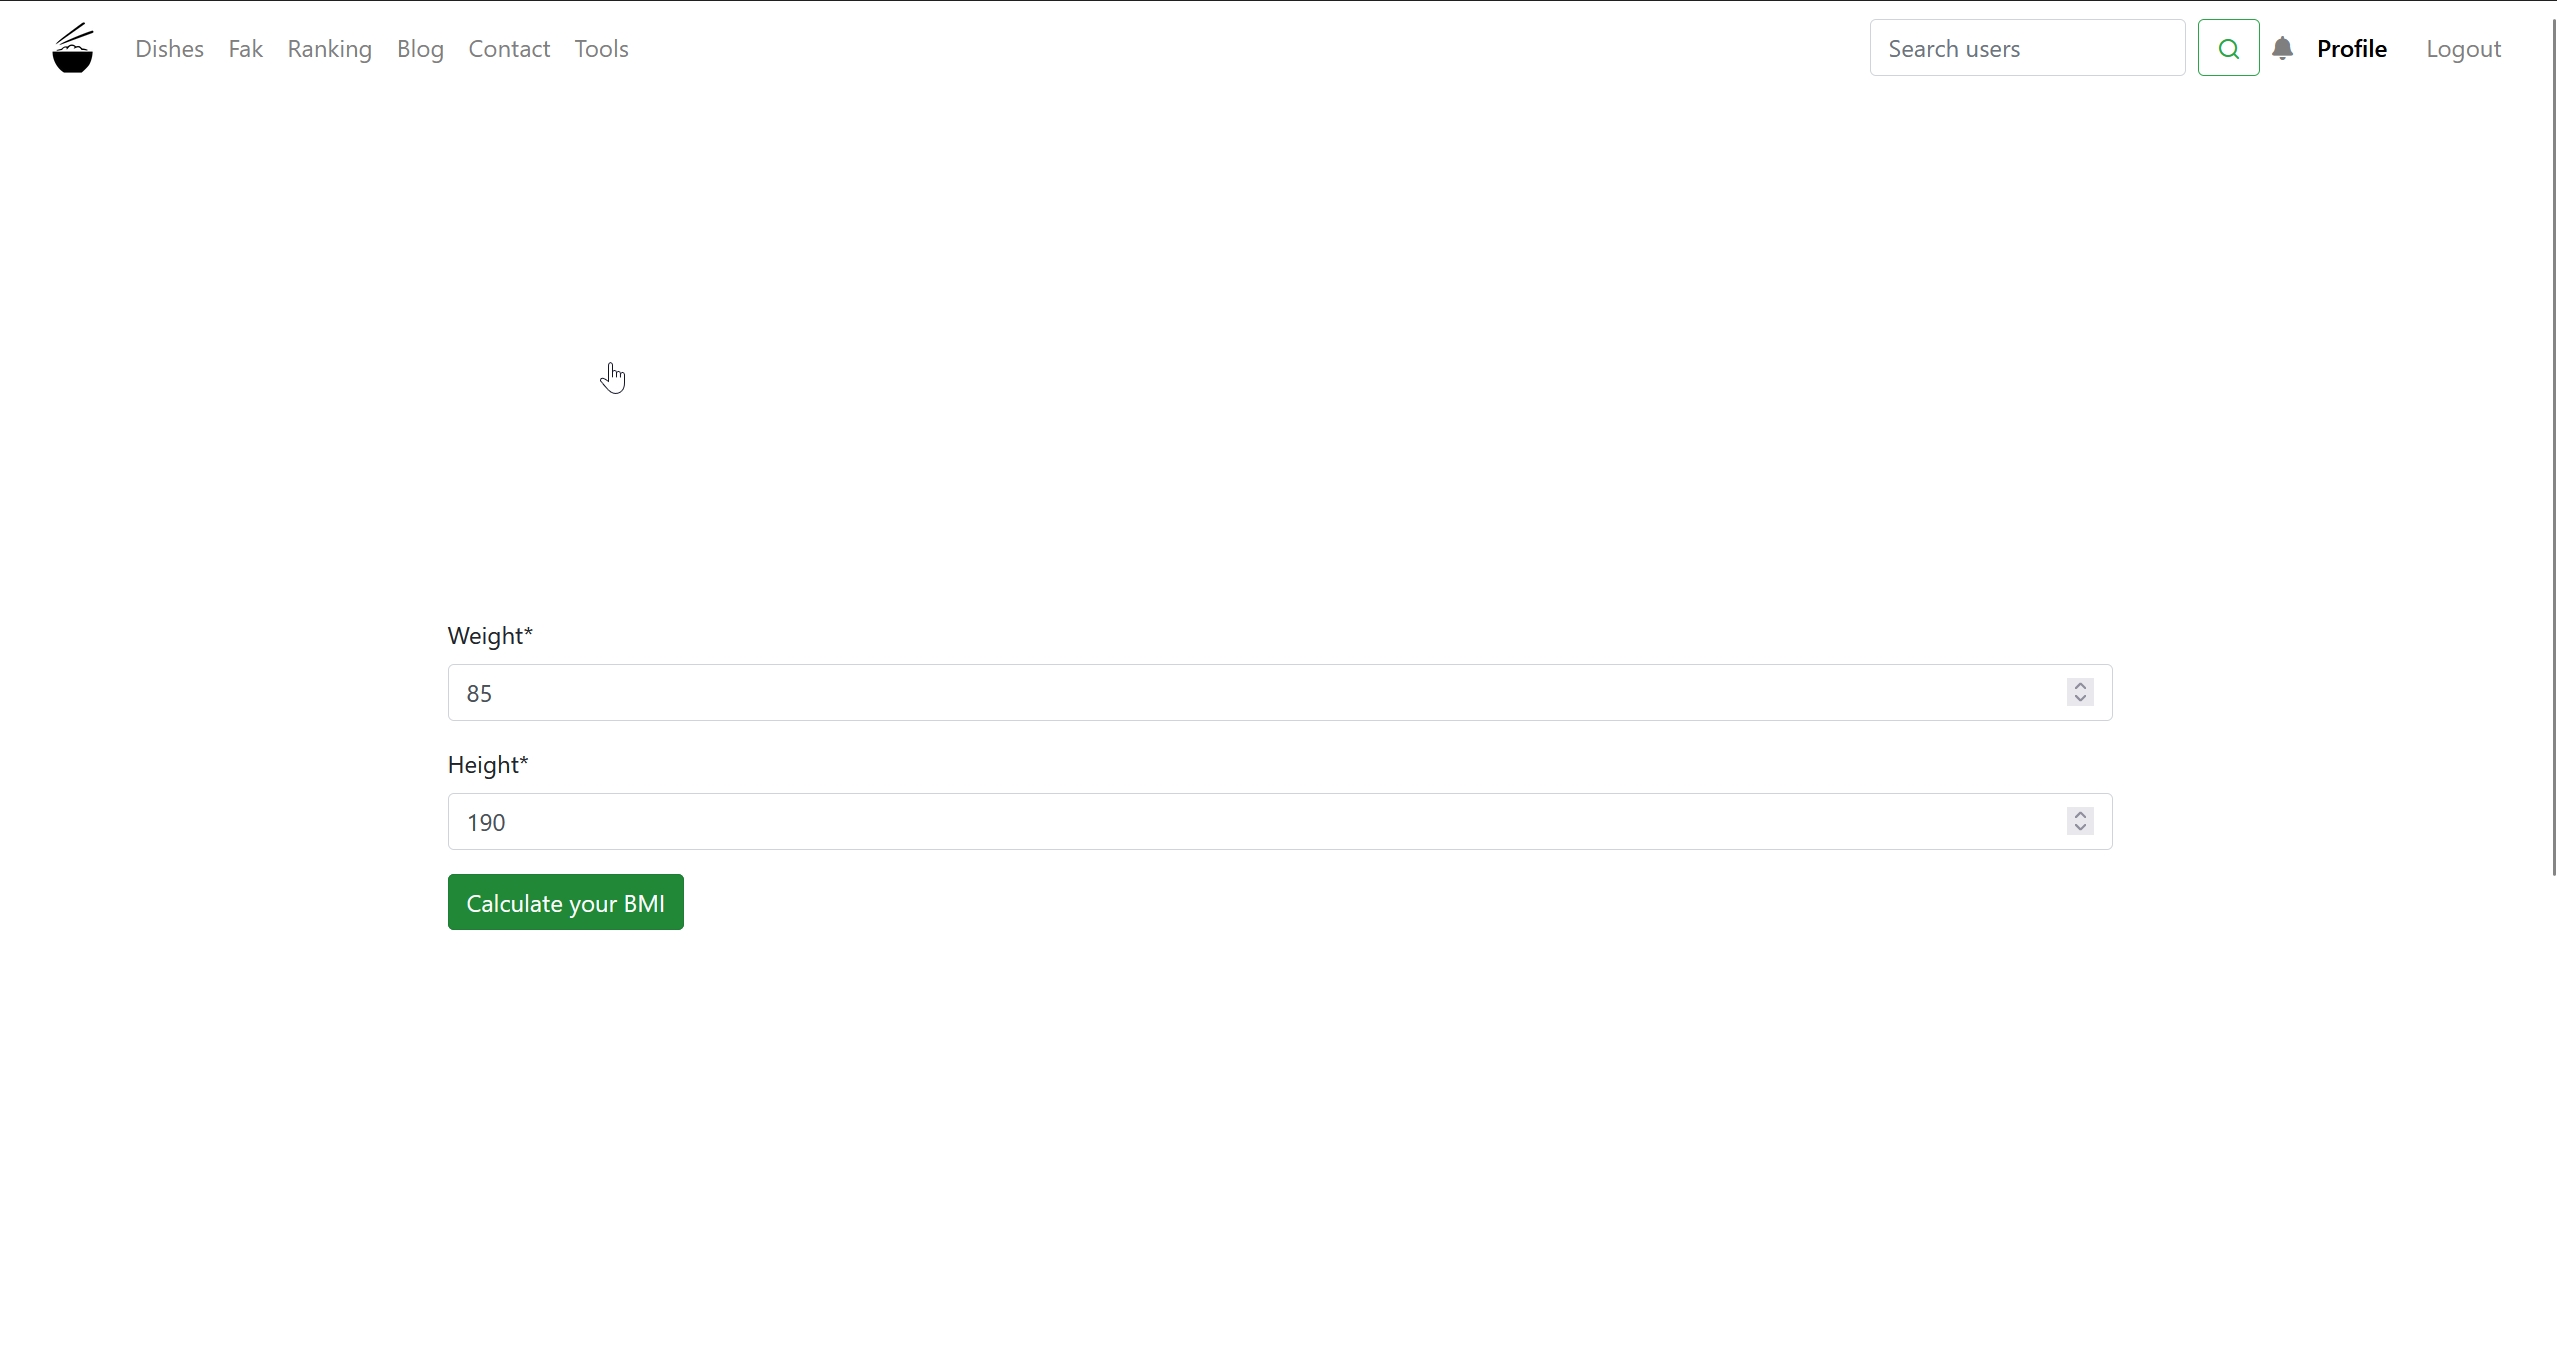 Dishes Fak Ranking Blog Contact Tools Search users Profile Logout
Weight*
85
Height*
190
Calculate your BMI